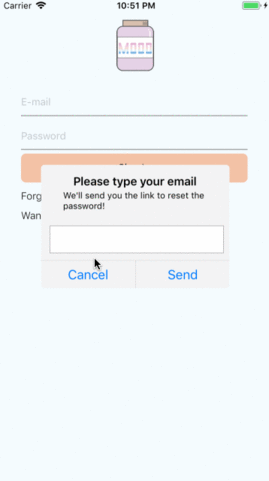 Carrier 10:51 PM
MOOD
E-mail
Password
Please type your email
We'll send you the link to reset the
password!
Forg
Wan
Cancel Send